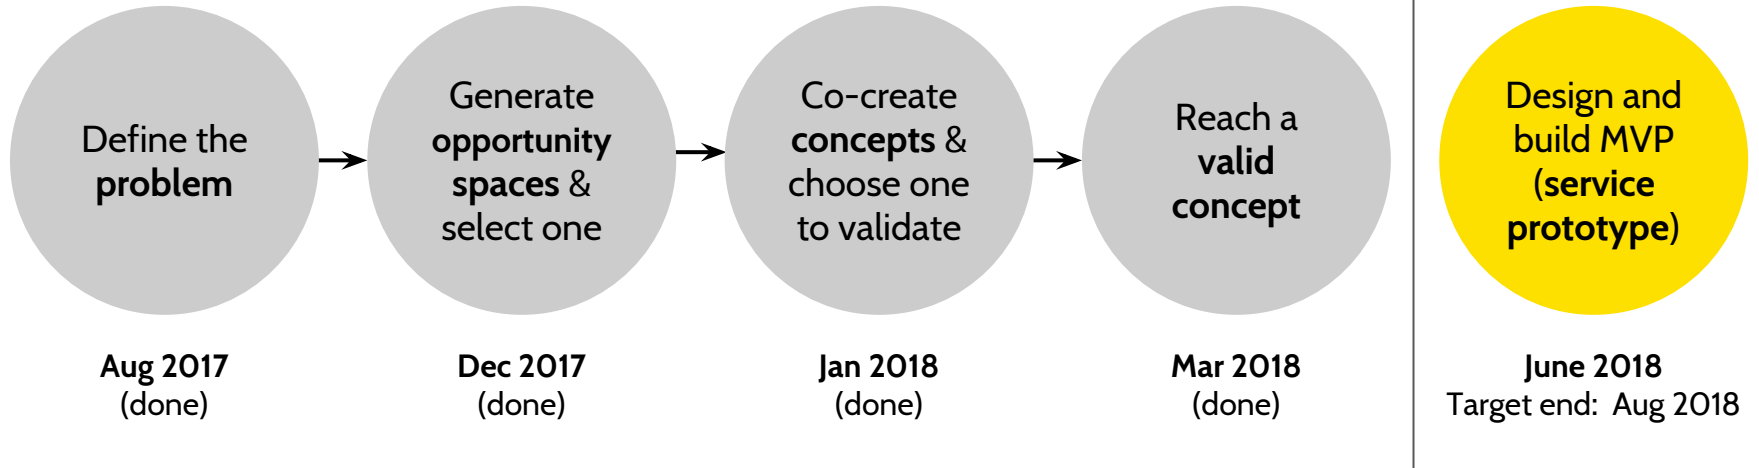 Define the
problem
Generate
opportunity
spaces &
select one
Co-create
concepts &
choose one
to validate
Reach a
valid
concept
Design and
build MVP
(service
prototype)
Aug 2017
(done)
Dec 2017
(done)
Jan 2018
(done)
Mar 2018
(done)
June 2018
Target end: Aug 2018